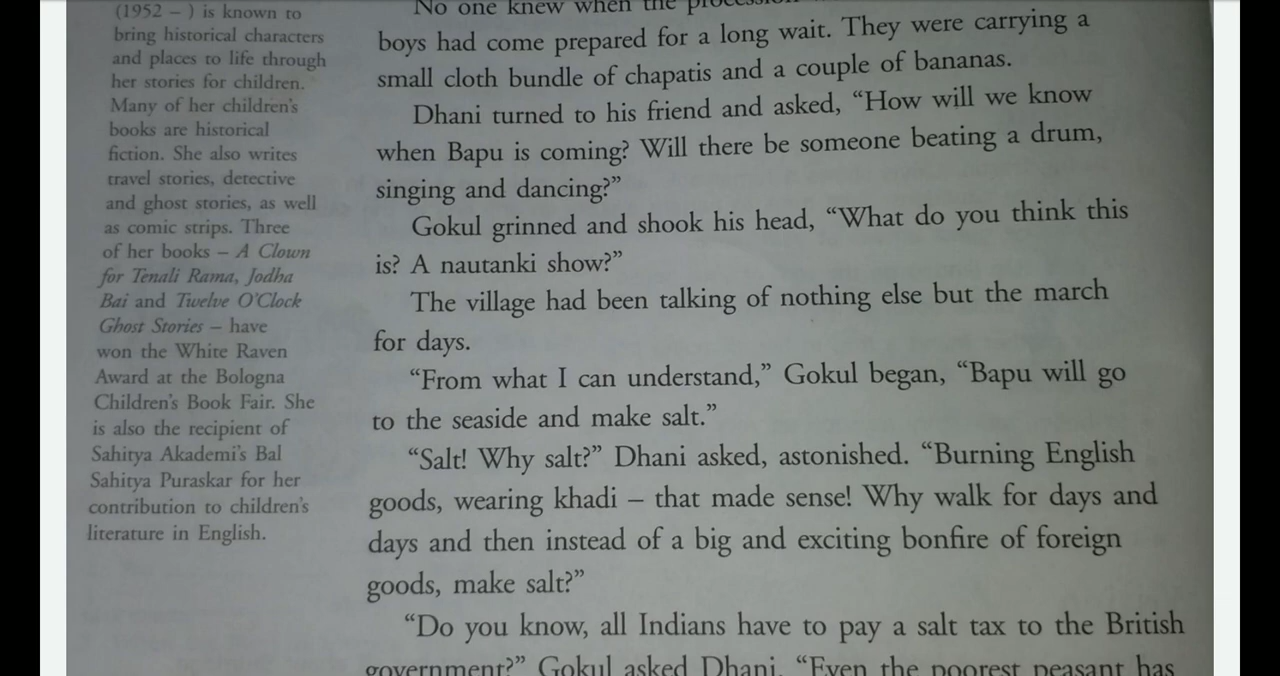 (1952 – ) is known to
bring historical characters
and places to life through
her stories for children.
Many of her children's
books are historical
fiction. She also writes
travel stories, detective
and ghost stories, as well
as comic strips. Three
of her books – A Clown
for Tenali Rama, Jodha
Bai and Twelve O'Clock
Ghost Stories – have
won the White Raven
Award at the Bologna
Children's Book Fair. She
is also the recipient of
Sahitya Akademi's Bal
Sahitya Puraskar for her
contribution to children's
literature in English.
No one knew when the procession
boys had come prepared for a long wait. They were carrying a
small cloth bundle of chapatis and a couple of bananas.
Dhani turned to his friend and asked, “How will we know
when Bapu is coming? Will there be someone beating a drum,
singing and dancing?”
Gokul grinned and shook his head, “What do you think this
is? A nautanki show?”
The village had been talking of nothing else but the march
for days.
“From what I can understand,” Gokul began, “Bapu will go
to the seaside and make salt.”
“Salt! Why salt?” Dhani asked, astonished. “Burning English
goods, wearing khadi – that made sense! Why walk for days and
days and then instead of a big and exciting bonfire of foreign
goods, make salt?”
“Do you know, all Indians have to pay a salt tax to the British
government?” Gokul asked Dhani. “Even the poorest peasant has